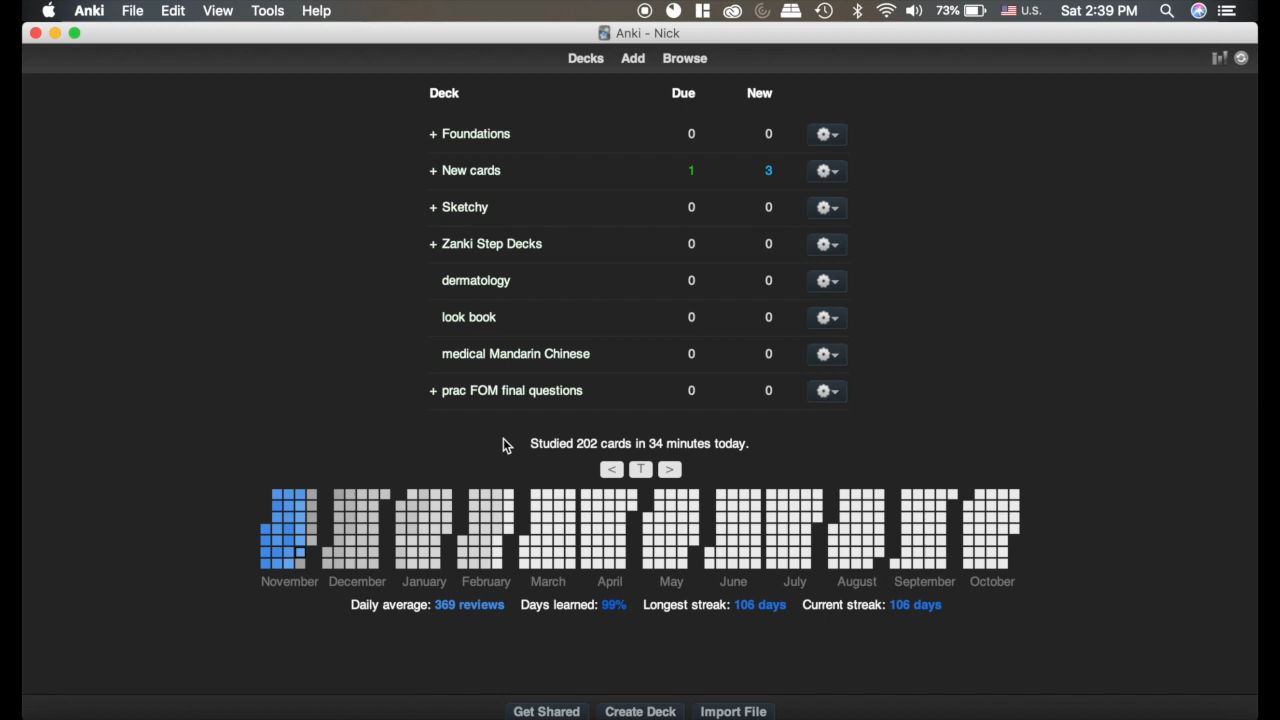 Anki File Edit View Tools Help 73% U.S. Sat 2:39 PM
Anki - Nick
Decks Add Browse
Deck Due New
+ Foundations 0 0
+ New cards 1 3
+ Sketchy 0 0
+ Zanki Step Decks 0 0
dermatology 0 0
look book 0 0
medical Mandarin Chinese 0 0
+ prac FOM final questions 0 0
Studied 202 cards in 34 minutes today.
< T >
November December January February March April May June July August September October
Daily average: 369 reviews Days learned: 99% Longest streak: 106 days Current streak: 106 days
Get Shared Create Deck Import File